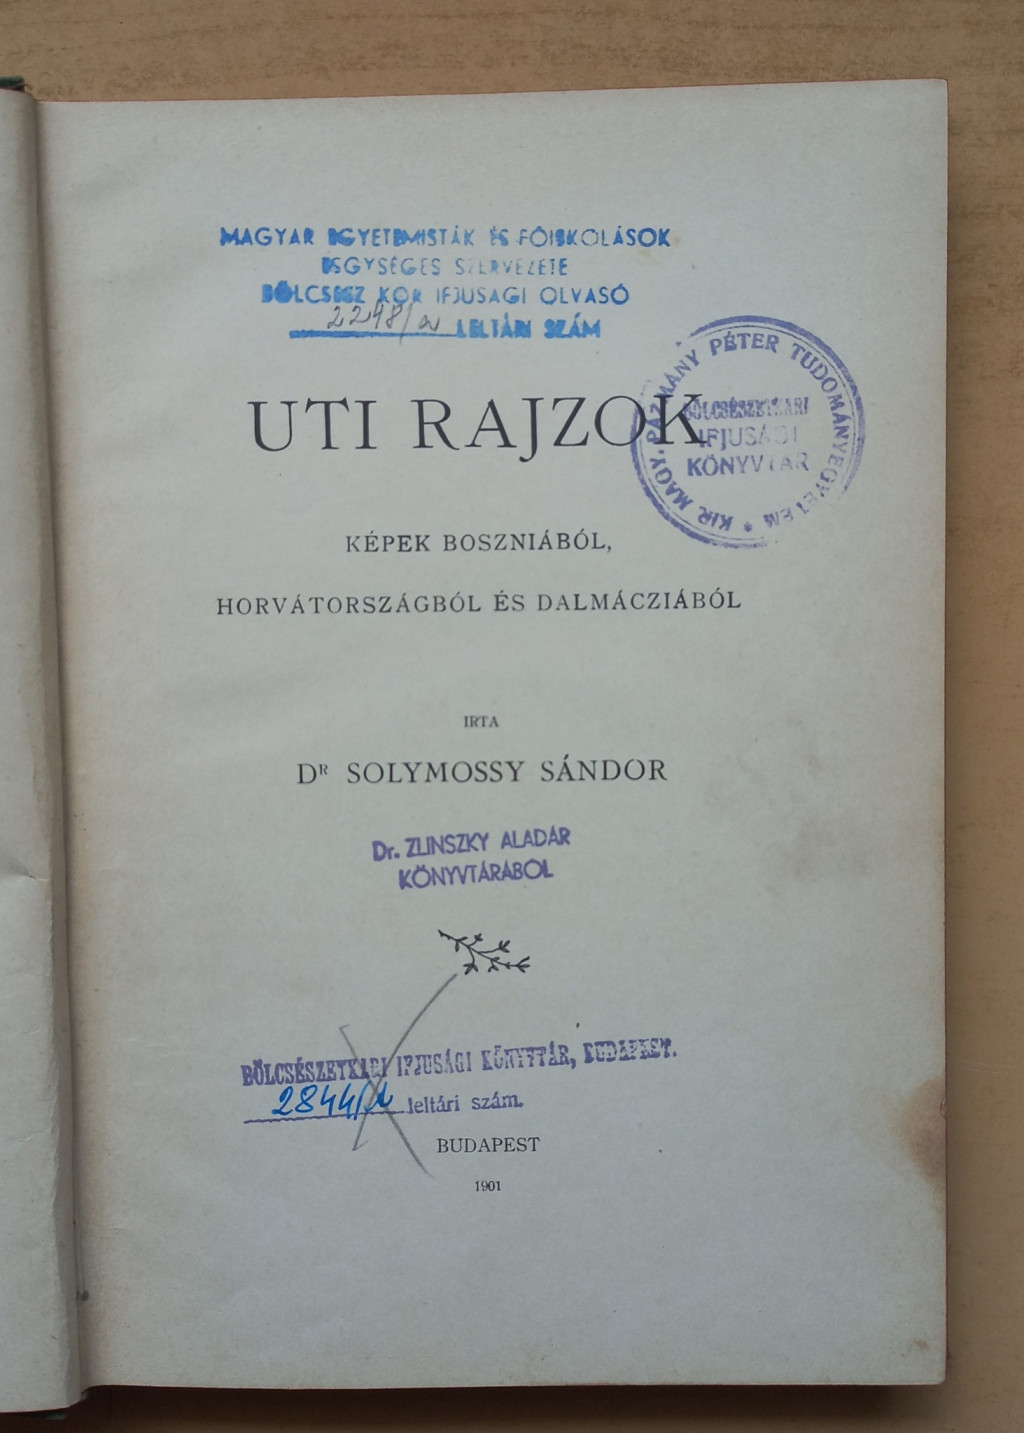 MAGYAR EGYETEMISTÁK ÉS FŐISKOLÁSOK
EGYSÉGES SZERVEZETE
BÖLCSÉSZ KÖR IFJUSÁGI OLVASÓ
2248/a LELTÁRI SZÁM
KIR. MAGY. PÁZMÁNY PÉTER TUDOMÁNYEGYETEM *
BÖLCSÉSZETKARI
IFJUSÁGI
KÖNYVTÁR
UTI RAJZOK
KÉPEK BOSZNIÁBÓL,
HORVÁTORSZÁGBÓL ÉS DALMÁCZIÁBÓL
IRTA
DR SOLYMOSSY SÁNDOR
Dr. ZLINSZKY ALADÁR
KÖNYVTÁRÁBÓL
BÖLCSÉSZETKARI IFJUSÁGI KÖNYVTÁR, BUDAPEST.
2844/a leltári szám.
BUDAPEST
1901